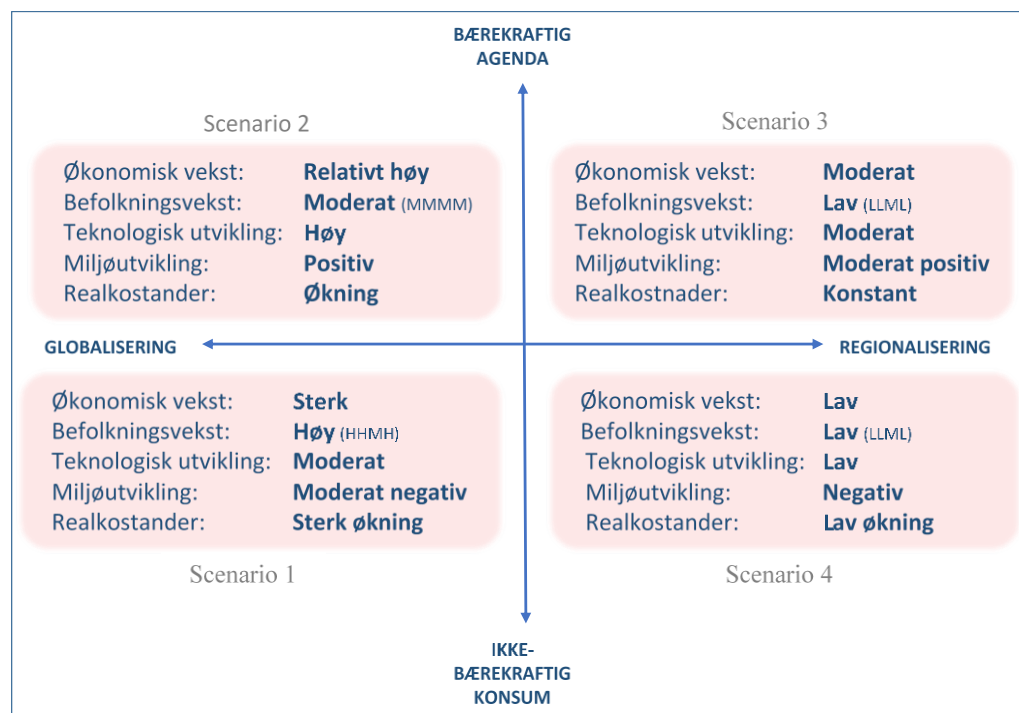 BÆREKRAFTIG
AGENDA
Scenario 2
Økonomisk vekst: Relativt høy
Befolkningsvekst: Moderat (MMMM)
Teknologisk utvikling: Høy
Miljøutvikling: Positiv
Realkostander: Økning
Scenario 3
Økonomisk vekst: Moderat
Befolkningsvekst: Lav (LLML)
Teknologisk utvikling: Moderat
Miljøutvikling: Moderat positiv
Realkostnader: Konstant
GLOBALISERING
REGIONALISERING
Økonomisk vekst: Sterk
Befolkningsvekst: Høy (HHMH)
Teknologisk utvikling: Moderat
Miljøutvikling: Moderat negativ
Realkostander: Sterk økning
Scenario 1
Økonomisk vekst: Lav
Befolkningsvekst: Lav (LLML)
Teknologisk utvikling: Lav
Miljøutvikling: Negativ
Realkostander: Lav økning
Scenario 4
IKKE-
BÆREKRAFTIG
KONSUM